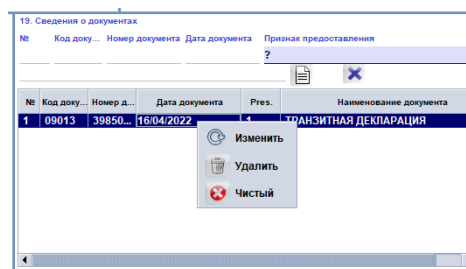 19. Сведения о документах
№ Код доку... Номер документа Дата документа Признак предоставления
?
№ Код доку... Номер д... Дата документа Pres. Наименование документа
1 09013 39850... 16/04/2022 1 ТРАНЗИТНАЯ ДЕКЛАРАЦИЯ
Изменить
Удалить
Чистый